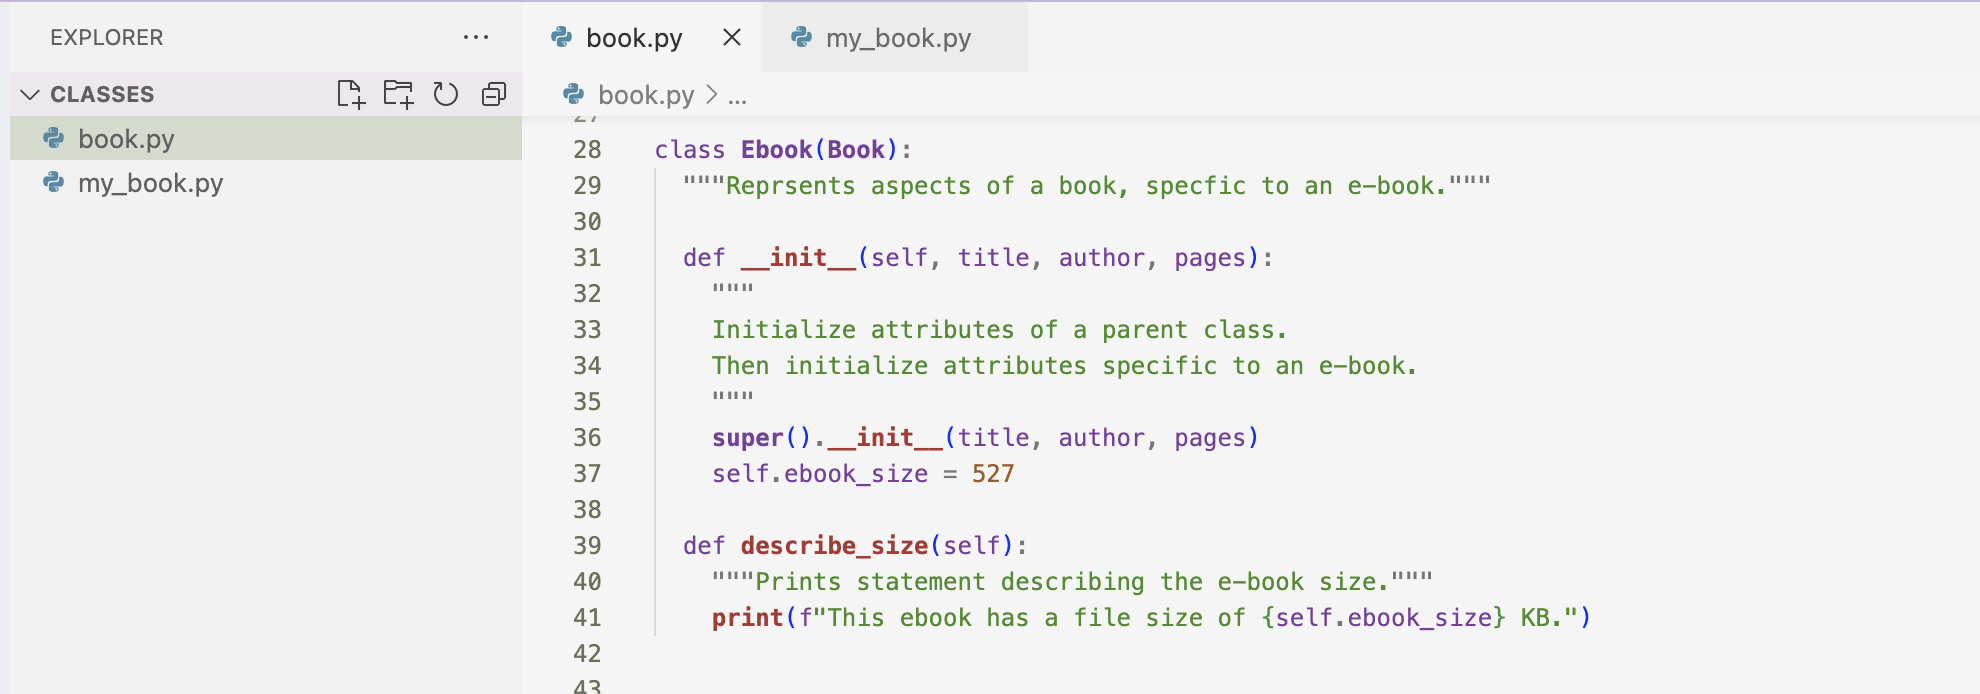 EXPLORER
CLASSES
book.py
my_book.py
book.py
my_book.py
book.py > ...
27
28 class Ebook(Book):
29 """Reprsents aspects of a book, specfic to an e-book."""
30
31 def __init__(self, title, author, pages):
32 """
33 Initialize attributes of a parent class.
34 Then initialize attributes specific to an e-book.
35 """
36 super().__init__(title, author, pages)
37 self.ebook_size = 527
38
39 def describe_size(self):
40 """Prints statement describing the e-book size."""
41 print(f"This ebook has a file size of {self.ebook_size} KB.")
42
43